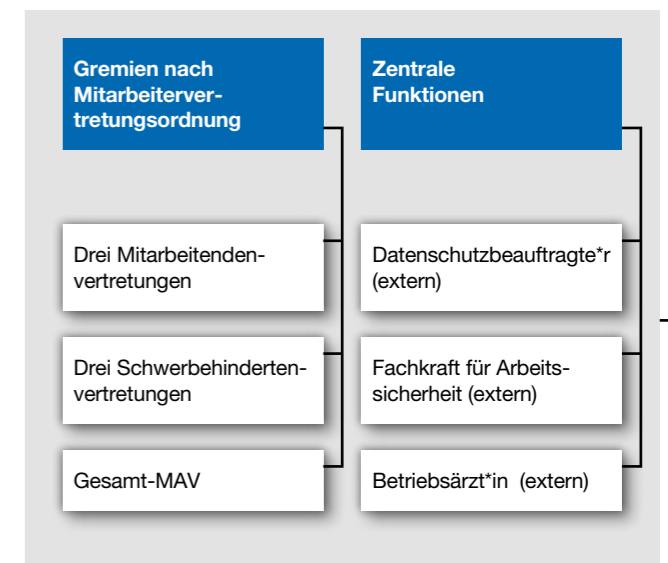 Gremien nach
Mitarbeiterver-
tretungsordnung
Drei Mitarbeitenden-
vertretungen
Drei Schwerbehinderten-
vertretungen
Gesamt-MAV
Zentrale
Funktionen
Datenschutzbeauftragte*r
(extern)
Fachkraft für Arbeits-
sicherheit (extern)
Betriebsärzt*in (extern)